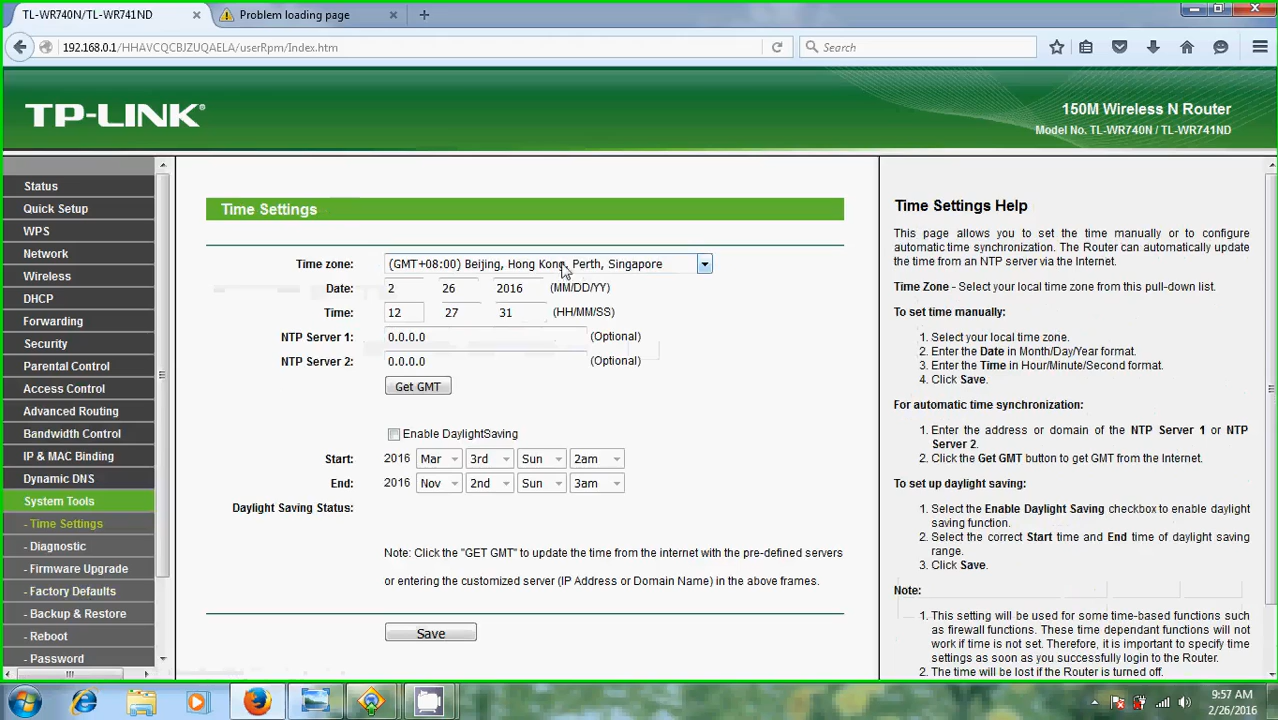 TL-WR740N/TL-WR741ND
Problem loading page
192.168.0.1/HHAVCQCBJZUQAELA/userRpm/Index.htm
Search
TP-LINK®
150M Wireless N Router
Model No. TL-WR740N / TL-WR741ND
Status
Quick Setup
WPS
Network
Wireless
DHCP
Forwarding
Security
Parental Control
Access Control
Advanced Routing
Bandwidth Control
IP & MAC Binding
Dynamic DNS
System Tools
- Time Settings
- Diagnostic
- Firmware Upgrade
- Factory Defaults
- Backup & Restore
- Reboot
- Password
Time Settings
Time zone: (GMT+08:00) Beijing, Hong Kong, Perth, Singapore
Date: 2 26 2016 (MM/DD/YY)
Time: 12 27 31 (HH/MM/SS)
NTP Server 1: 0.0.0.0 (Optional)
NTP Server 2: 0.0.0.0 (Optional)
Get GMT
Enable DaylightSaving
Start: 2016 Mar 3rd Sun 2am
End: 2016 Nov 2nd Sun 3am
Daylight Saving Status:
Note: Click the "GET GMT" to update the time from the internet with the pre-defined servers
or entering the customized server (IP Address or Domain Name) in the above frames.
Save
Time Settings Help
This page allows you to set the time manually or to configure
automatic time synchronization. The Router can automatically update
the time from an NTP server via the Internet.
Time Zone - Select your local time zone from this pull-down list.
To set time manually:
1. Select your local time zone.
2. Enter the Date in Month/Day/Year format.
3. Enter the Time in Hour/Minute/Second format.
4. Click Save.
For automatic time synchronization:
1. Enter the address or domain of the NTP Server 1 or NTP
Server 2.
2. Click the Get GMT button to get GMT from the Internet.
To set up daylight saving:
1. Select the Enable Daylight Saving checkbox to enable daylight
saving function.
2. Select the correct Start time and End time of daylight saving
range.
3. Click Save.
Note:
1. This setting will be used for some time-based functions such
as firewall functions. These time dependant functions will not
work if time is not set. Therefore, it is important to specify time
settings as soon as you successfully login to the Router.
2. The time will be lost if the Router is turned off.
9:57 AM
2/26/2016